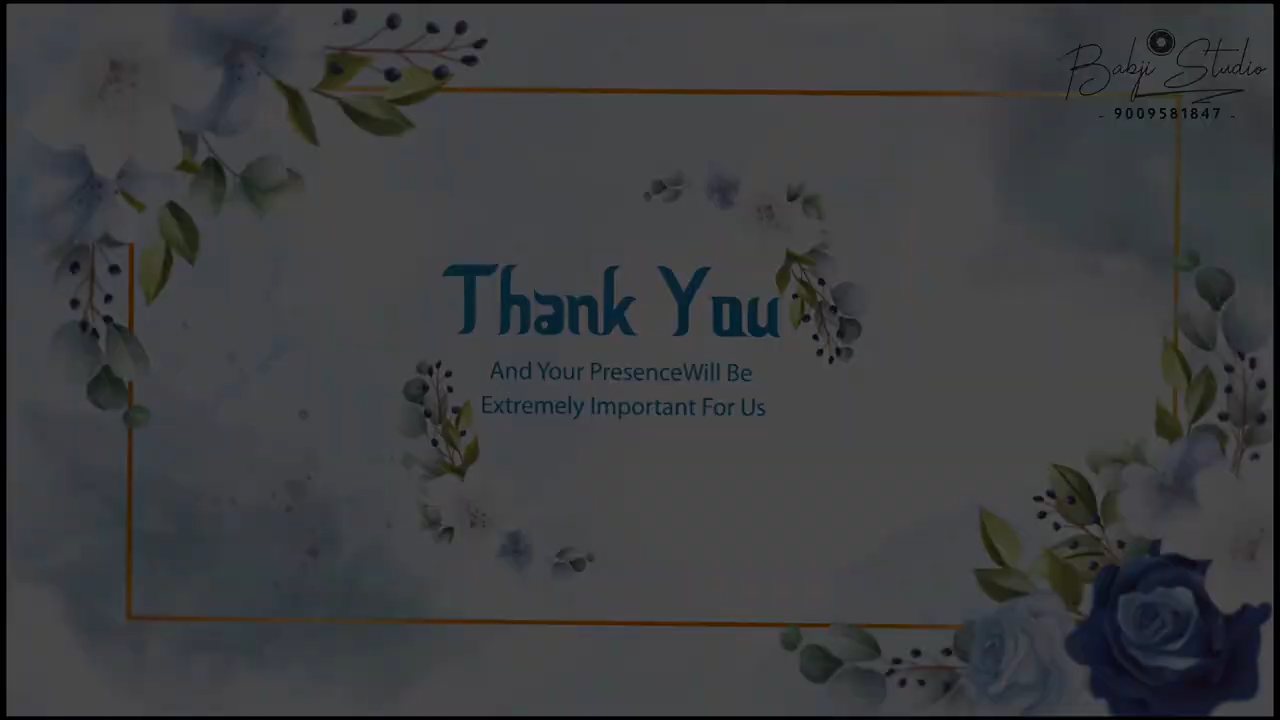 Babji Studio
- 9009581847 -
Thank You
And Your PresenceWill Be
Extremely Important For Us